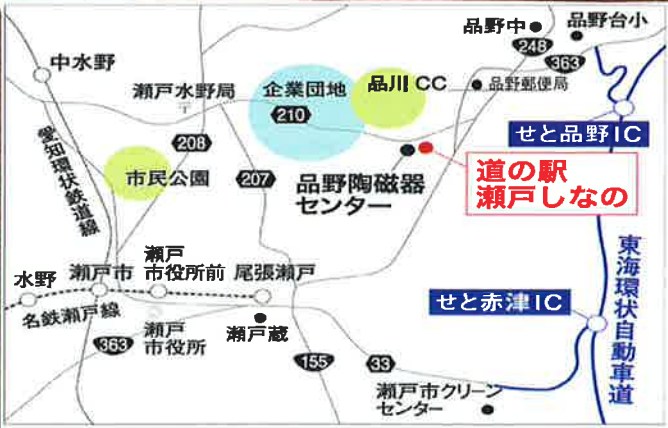 品野中
品野台小
248
363
中水野
瀬戸水野局
企業団地
品川CC
品野郵便局
210
せと品野IC
愛知環状鉄道線
208
市民公園
207
品野陶磁器
センター
道の駅
瀬戸しなの
水野
瀬戸市
瀬戸
市役所前
尾張瀬戸
名鉄瀬戸線
瀬戸
市役所
瀬戸蔵
せと赤津IC
東海環状自動車道
363
155
33
瀬戸市クリーン
センター